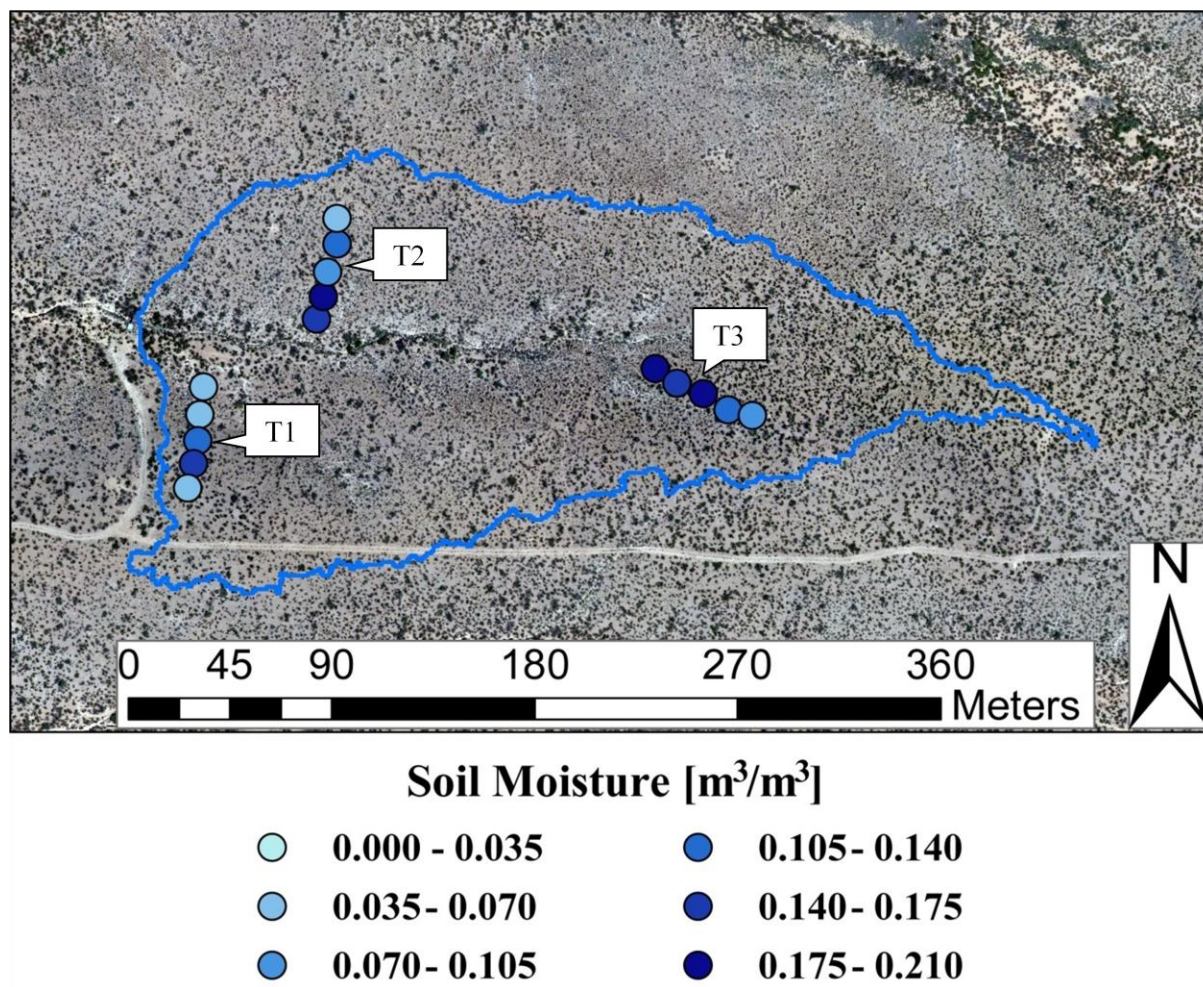 T2
T3
T1
N
0 45 90 180 270 360
Meters
Soil Moisture [m³/m³]
0.000 - 0.035
0.035 - 0.070
0.070 - 0.105
0.105 - 0.140
0.140 - 0.175
0.175 - 0.210